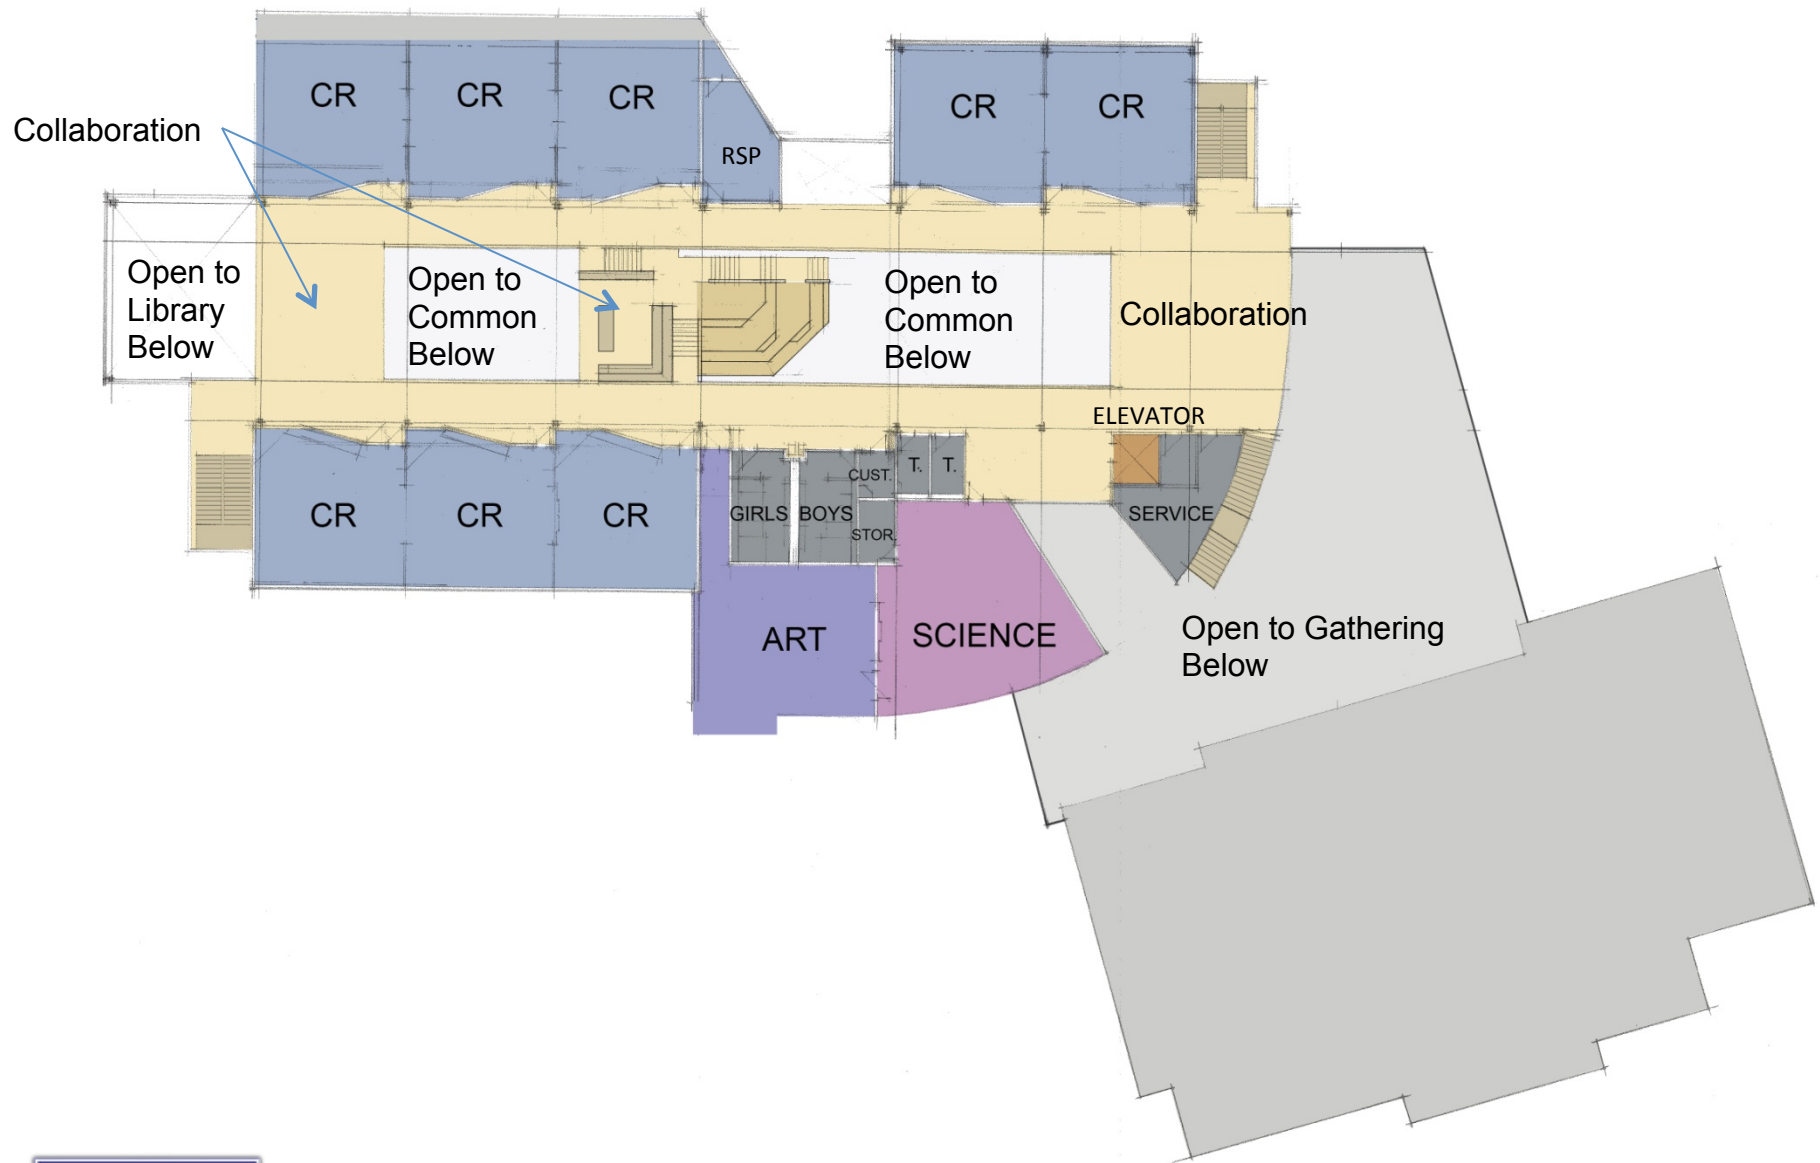 CR
CR
CR
CR
CR
Collaboration
RSP
Open to
Library
Below
Open to
Common
Below
Open to
Common
Below
Collaboration
ELEVATOR
CR
CR
CR
GIRLS
BOYS
CUST.
STOR.
T.
T.
SERVICE
ART
SCIENCE
Open to Gathering
Below